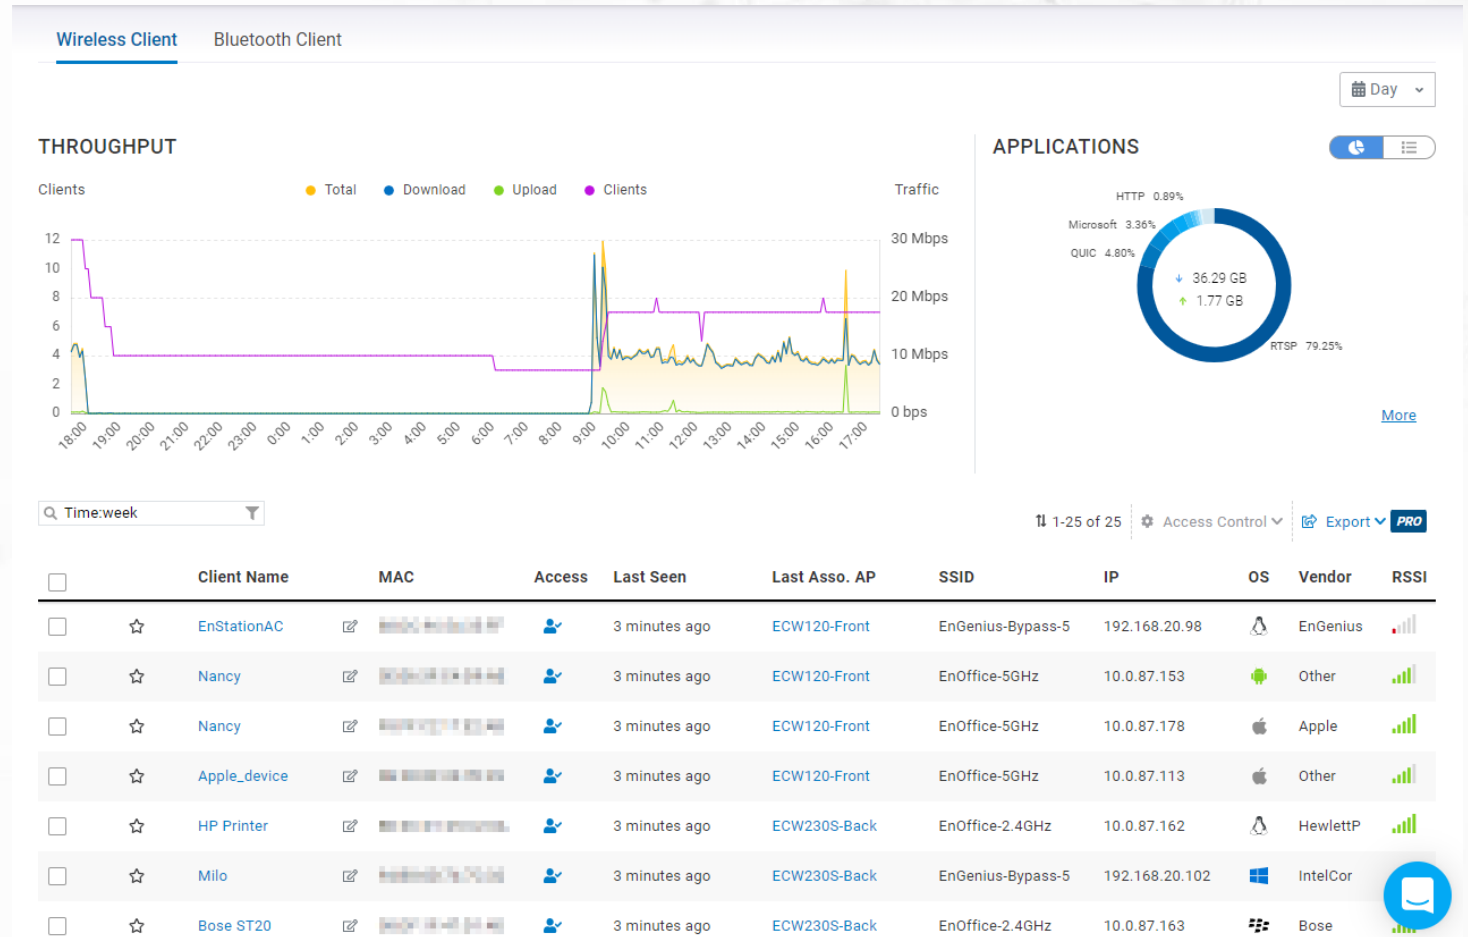 Wireless Client Bluetooth Client
Day
THROUGHPUT
Clients Total Download Upload Clients Traffic
12 30 Mbps
10
8 20 Mbps
6
4 10 Mbps
2
0 0 bps
18:00 19:00 20:00 21:00 22:00 23:00 0:00 1:00 2:00 3:00 4:00 5:00 6:00 7:00 8:00 9:00 10:00 11:00 12:00 13:00 14:00 15:00 16:00 17:00
APPLICATIONS
HTTP 0.89%
Microsoft 3.36%
QUIC 4.80%
36.29 GB
1.77 GB
RTSP 79.25%
More
Time:week
1-25 of 25 Access Control Export PRO
Client Name MAC Access Last Seen Last Asso. AP SSID IP OS Vendor RSSI
EnStationAC 3 minutes ago ECW120-Front EnGenius-Bypass-5 192.168.20.98 EnGenius
Nancy 3 minutes ago ECW120-Front EnOffice-5GHz 10.0.87.153 Other
Nancy 3 minutes ago ECW120-Front EnOffice-5GHz 10.0.87.178 Apple
Apple_device 3 minutes ago ECW120-Front EnOffice-5GHz 10.0.87.113 Other
HP Printer 3 minutes ago ECW230S-Back EnOffice-2.4GHz 10.0.87.162 HewlettP
Milo 3 minutes ago ECW230S-Back EnGenius-Bypass-5 192.168.20.102 IntelCor
Bose ST20 3 minutes ago ECW230S-Back EnOffice-2.4GHz 10.0.87.163 Bose